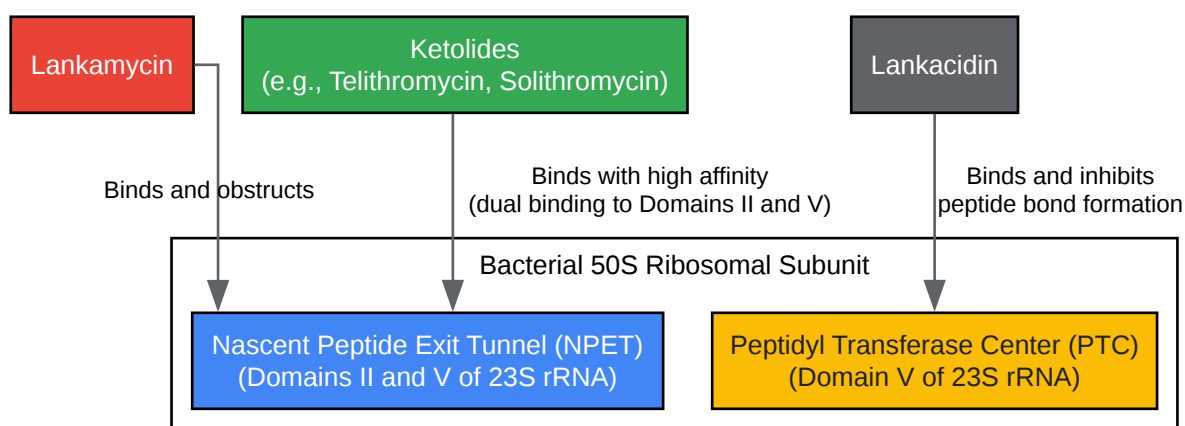 Lankamycin
Ketolides
(e.g., Telithromycin, Solithromycin)
Lankacidin
Binds and obstructs
Binds with high affinity
(dual binding to Domains II and V)
Binds and inhibits
peptide bond formation
Bacterial 50S Ribosomal Subunit
Nascent Peptide Exit Tunnel (NPET)
(Domains II and V of 23S rRNA)
Peptidyl Transferase Center (PTC)
(Domain V of 23S rRNA)